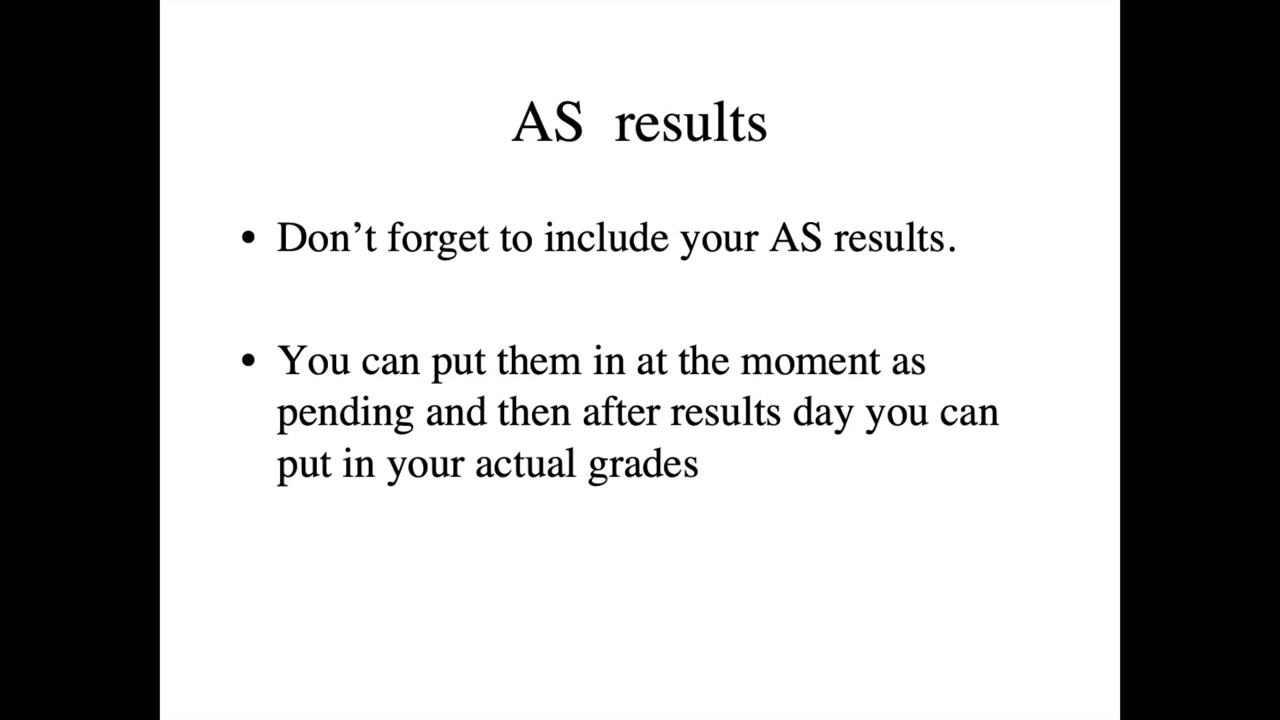 AS results
• Don’t forget to include your AS results.
• You can put them in at the moment as
pending and then after results day you can
put in your actual grades